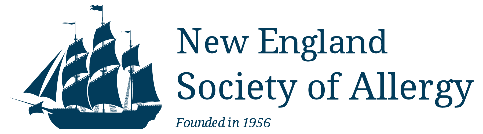 New England
Society of Allergy
Founded in 1956